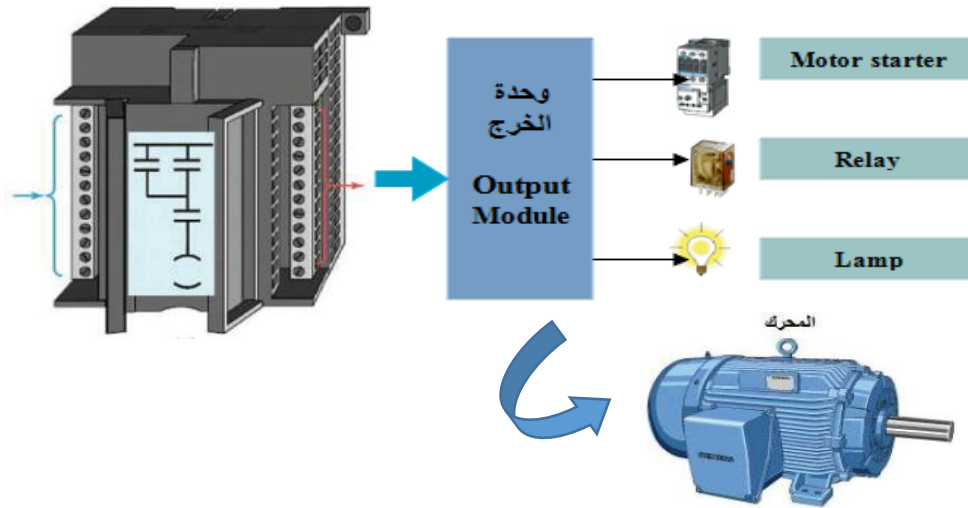 وحدة
الخرج
Output
Module
Motor starter
Relay
Lamp
المحرك